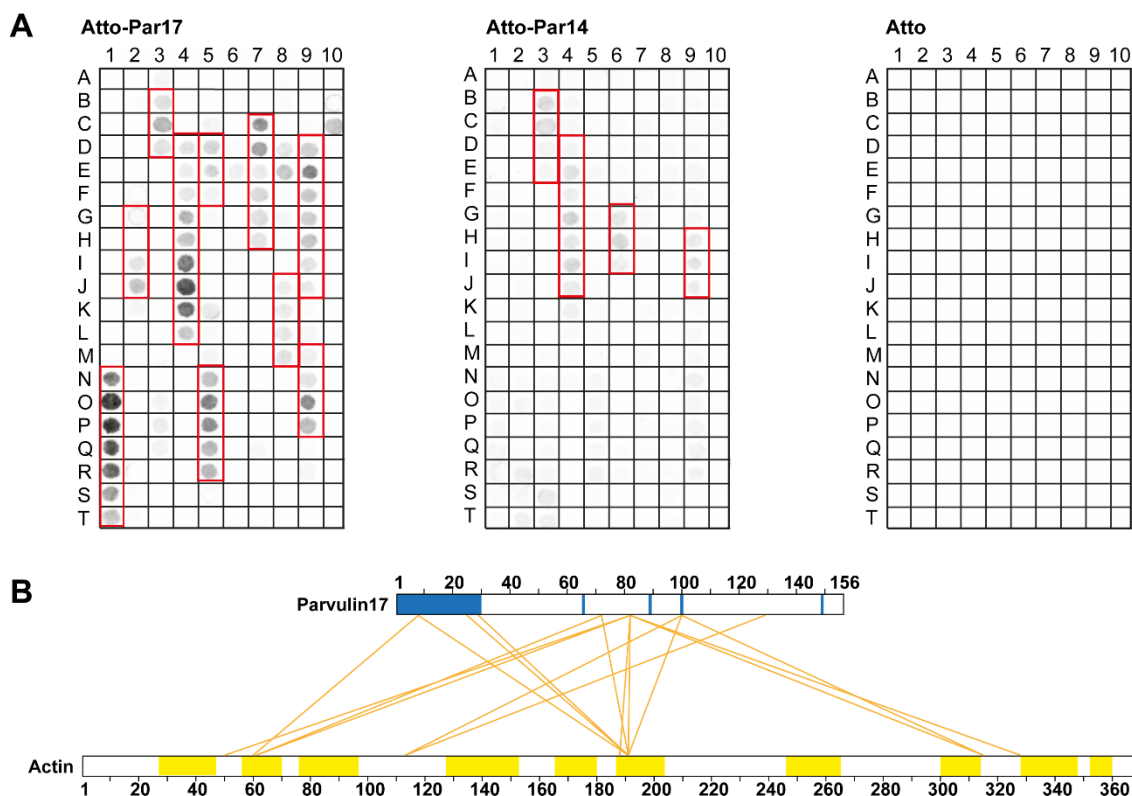 A
Atto-Par17 Atto-Par14 Atto
1 2 3 4 5 6 7 8 9 10 1 2 3 4 5 6 7 8 9 10 1 2 3 4 5 6 7 8 9 10
A A A
B B B
C C C
D D D
E E E
F F F
G G G
H H H
I I I
J J J
K K K
L L L
M M M
N N N
O O O
P P P
Q Q Q
R R R
S S S
T T T
B
1 20 40 60 80 100 120 140 156
Parvulin17
Actin
1 20 40 60 80 100 120 140 160 180 200 220 240 260 280 300 320 340 360